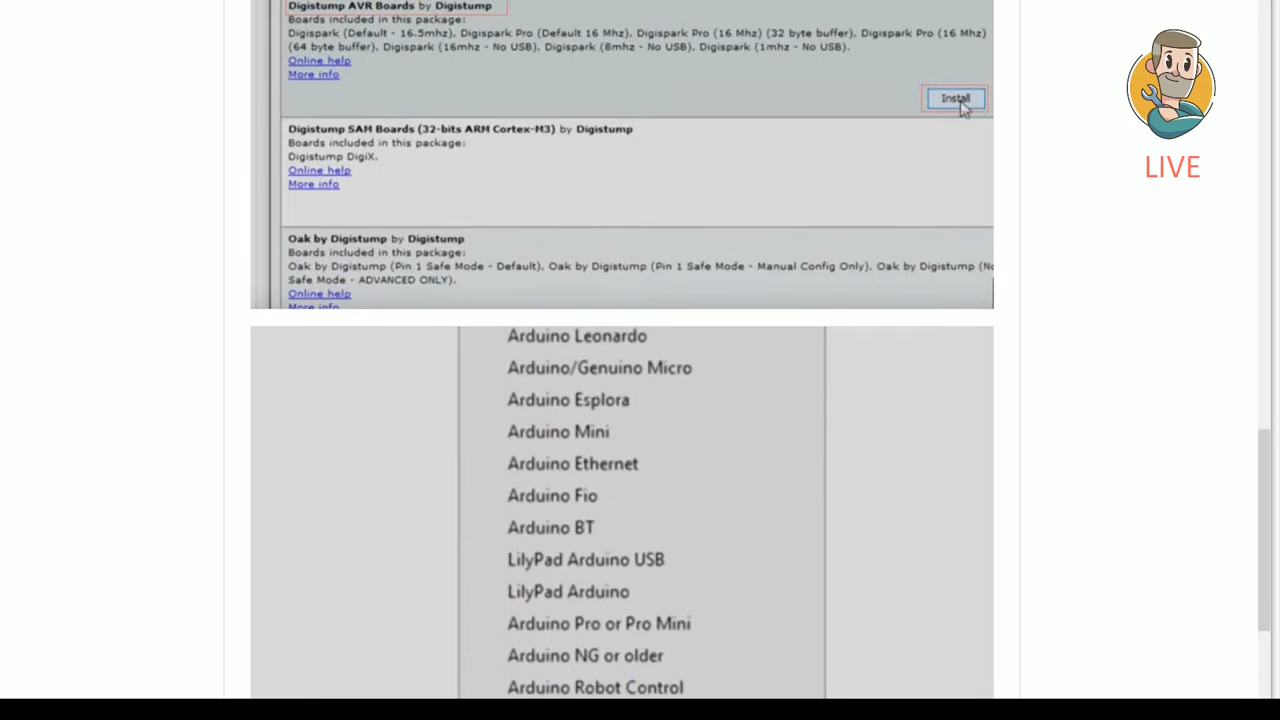 Digistump AVR Boards by Digistump
Boards included in this package:
Digispark (Default - 16.5mhz), Digispark Pro (Default 16 Mhz), Digispark Pro (16 Mhz) (32 byte buffer), Digispark Pro (16 Mhz)
(64 byte buffer), Digispark (16mhz - No USB), Digispark (8mhz - No USB), Digispark (1mhz - No USB).
Online help
More info
Install
Digistump SAM Boards (32-bits ARM Cortex-M3) by Digistump
Boards included in this package:
Digistump DigiX.
Online help
More info
Oak by Digistump by Digistump
Boards included in this package:
Oak by Digistump (Pin 1 Safe Mode - Default), Oak by Digistump (Pin 1 Safe Mode - Manual Config Only), Oak by Digistump (No
Safe Mode - ADVANCED ONLY).
Online help
More info
Arduino Leonardo
Arduino/Genuino Micro
Arduino Esplora
Arduino Mini
Arduino Ethernet
Arduino Fio
Arduino BT
LilyPad Arduino USB
LilyPad Arduino
Arduino Pro or Pro Mini
Arduino NG or older
Arduino Robot Control
LIVE